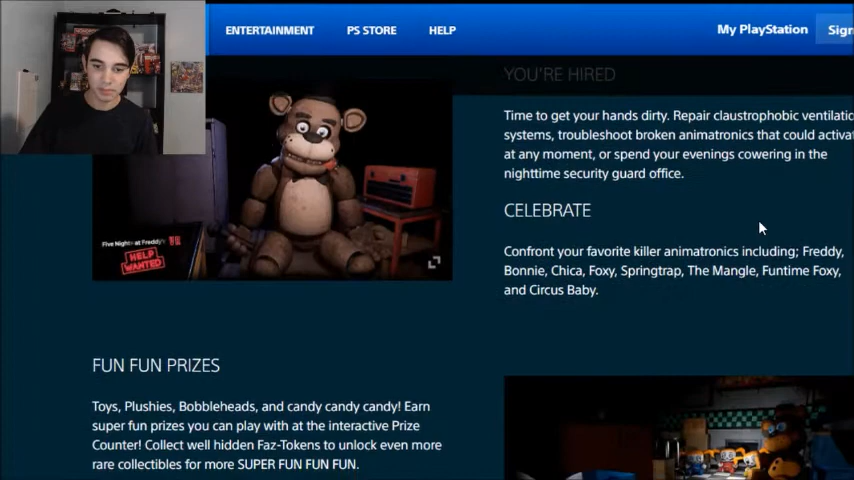 ENTERTAINMENT PS STORE HELP My PlayStation Sign
YOU'RE HIRED
Time to get your hands dirty. Repair claustrophobic ventilatic
systems, troubleshoot broken animatronics that could activat
at any moment, or spend your evenings cowering in the
nighttime security guard office.
CELEBRATE
Confront your favorite killer animatronics including; Freddy,
Bonnie, Chica, Foxy, Springtrap, The Mangle, Funtime Foxy,
and Circus Baby.
Five Nights at Freddy's VR
HELP
WANTED
FUN FUN PRIZES
Toys, Plushies, Bobbleheads, and candy candy candy! Earn
super fun prizes you can play with at the interactive Prize
Counter! Collect well hidden Faz-Tokens to unlock even more
rare collectibles for more SUPER FUN FUN FUN.